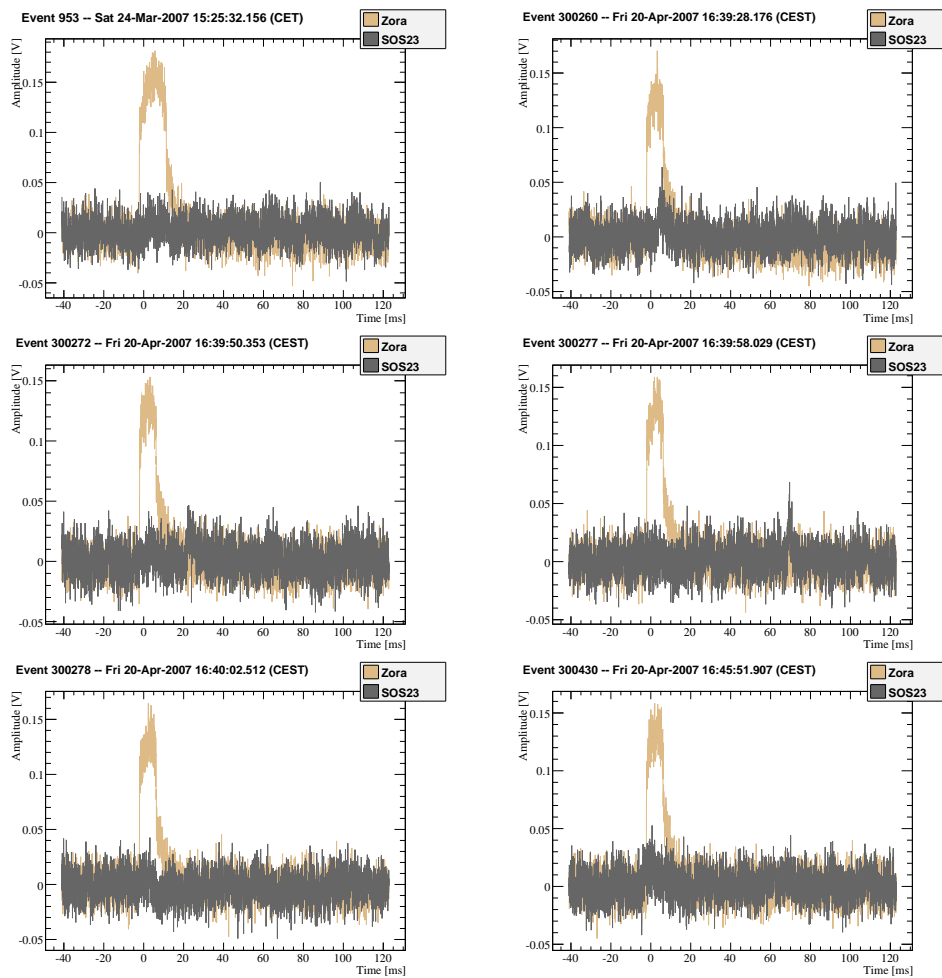 Event 953 -- Sat 24-Mar-2007 15:25:32.156 (CET)
Zora
SOS23
Amplitude [V]
0.15
0.1
0.05
0
-0.05
-40 -20 0 20 40 60 80 100 120
Time [ms]
Event 300260 -- Fri 20-Apr-2007 16:39:28.176 (CEST)
Zora
SOS23
Amplitude [V]
0.15
0.1
0.05
0
-0.05
-40 -20 0 20 40 60 80 100 120
Time [ms]
Event 300272 -- Fri 20-Apr-2007 16:39:50.353 (CEST)
Zora
SOS23
Amplitude [V]
0.15
0.1
0.05
0
-0.05
-40 -20 0 20 40 60 80 100 120
Time [ms]
Event 300277 -- Fri 20-Apr-2007 16:39:58.029 (CEST)
Zora
SOS23
Amplitude [V]
0.15
0.1
0.05
0
-0.05
-40 -20 0 20 40 60 80 100 120
Time [ms]
Event 300278 -- Fri 20-Apr-2007 16:40:02.512 (CEST)
Zora
SOS23
Amplitude [V]
0.15
0.1
0.05
0
-0.05
-40 -20 0 20 40 60 80 100 120
Time [ms]
Event 300430 -- Fri 20-Apr-2007 16:45:51.907 (CEST)
Zora
SOS23
Amplitude [V]
0.15
0.1
0.05
0
-0.05
-40 -20 0 20 40 60 80 100 120
Time [ms]